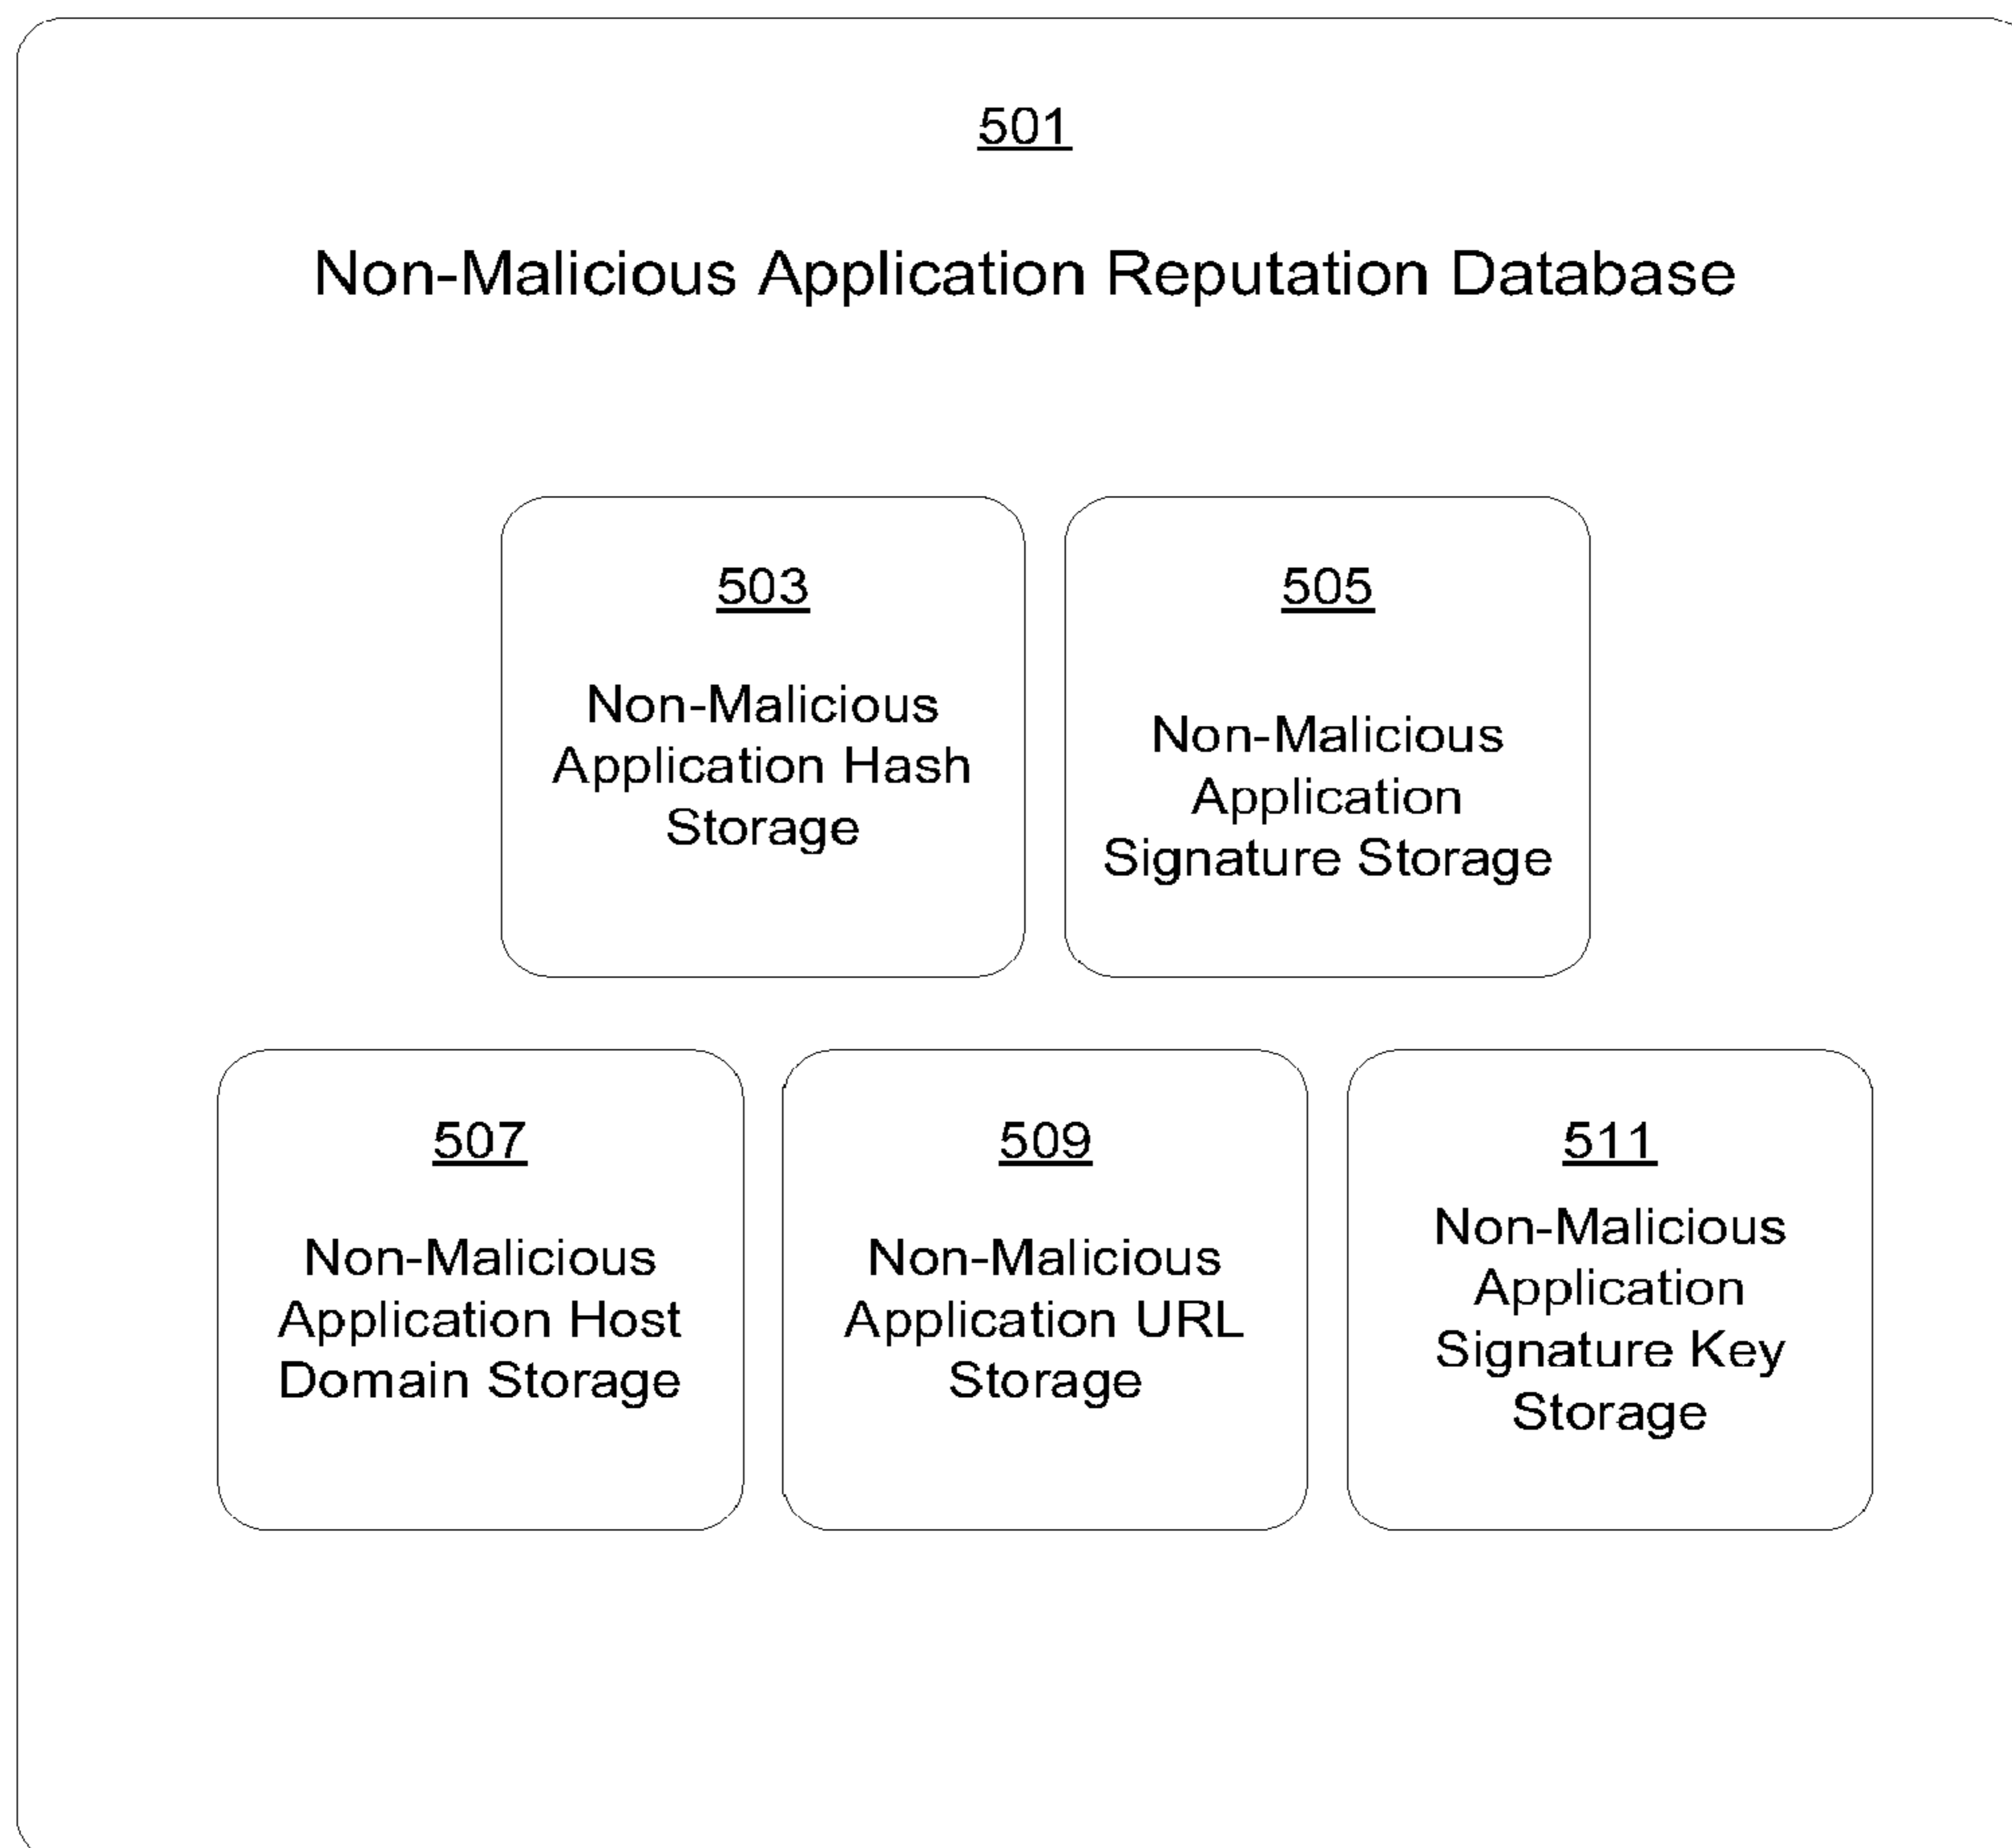 501
Non-Malicious Application Reputation Database
503
Non-Malicious
Application Hash
Storage
505
Non-Malicious
Application
Signature Storage
507
Non-Malicious
Application Host
Domain Storage
509
Non-Malicious
Application URL
Storage
511
Non-Malicious
Application
Signature Key
Storage